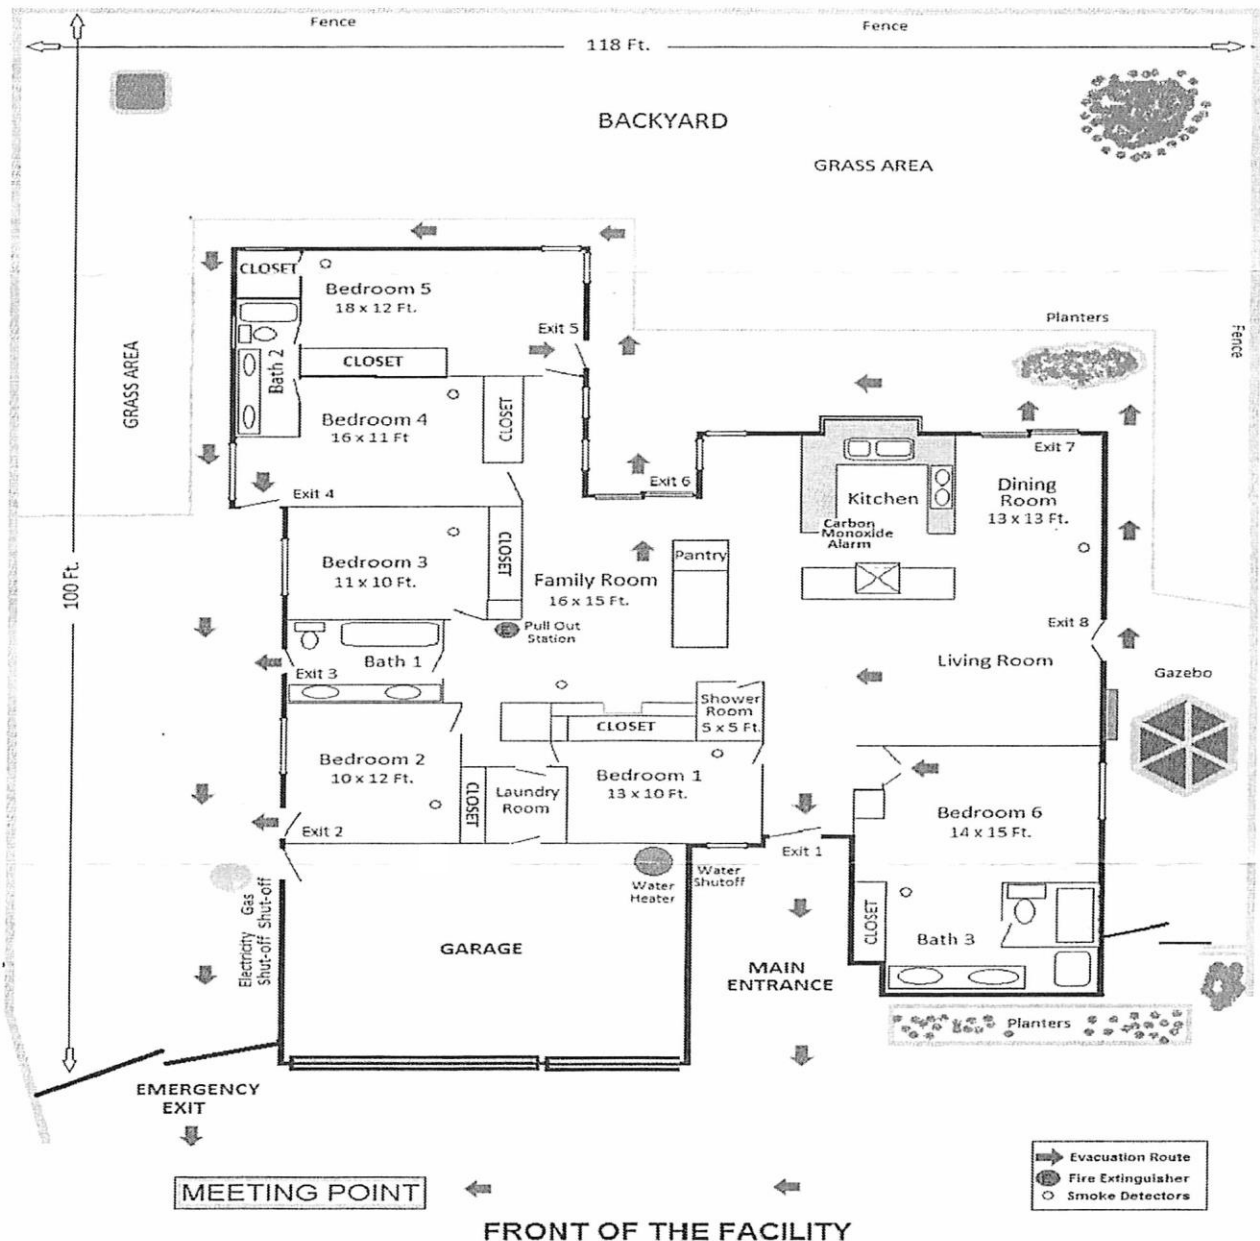 Fence
Fence
118 Ft.
BACKYARD
GRASS AREA
CLOSET
Bedroom 5
18 x 12 Ft.
Exit 5
Planters
Fence
GRASS AREA
Bath 2
CLOSET
Bedroom 4
16 x 11 Ft
CLOSET
Exit 4
Exit 6
Exit 7
Kitchen
Dining
Room
13 x 13 Ft.
Carbon
Monoxide
Alarm
100 Ft.
Bedroom 3
11 x 10 Ft.
CLOSET
Family Room
16 x 15 Ft.
Pantry
Pull Out
Station
Exit 8
Bath 1
Exit 3
Living Room
Gazebo
Shower
Room
5 x 5 Ft.
CLOSET
Bedroom 2
10 x 12 Ft.
CLOSET
Laundry
Room
Bedroom 1
13 x 10 Ft.
Bedroom 6
14 x 15 Ft.
Exit 2
Exit 1
Water
Heater
Water
Shutoff
Electricity
Shut-off
Gas
Shut-off
GARAGE
CLOSET
Bath 3
MAIN
ENTRANCE
Planters
EMERGENCY
EXIT
MEETING POINT
Evacuation Route
Fire Extinguisher
Smoke Detectors
FRONT OF THE FACILITY